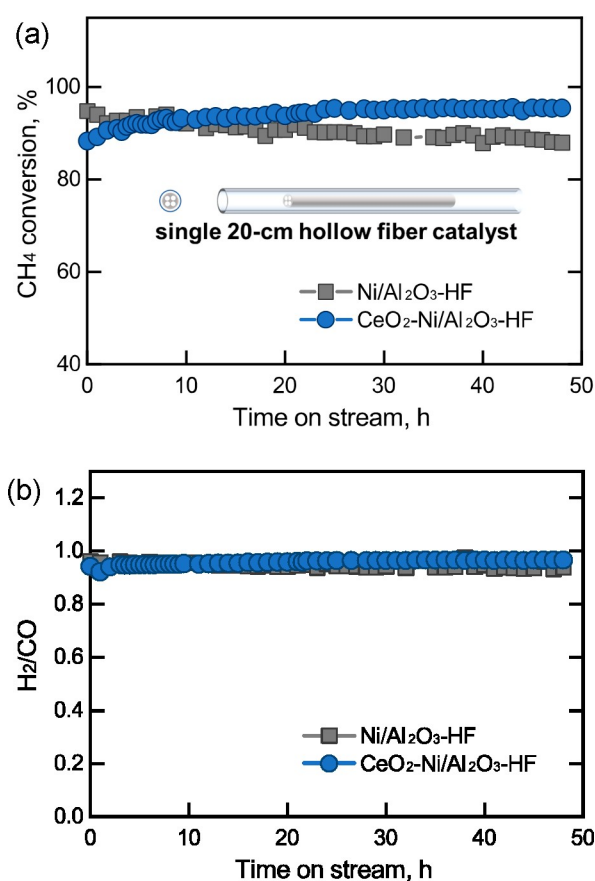 (a)
100
80
60
40
CH₄ conversion, %
single 20-cm hollow fiber catalyst
Ni/Al₂O₃-HF
CeO₂-Ni/Al₂O₃-HF
0 10 20 30 40 50
Time on stream, h
(b)
1.2
1.0
0.8
0.6
0.4
0.2
0.0
H₂/CO
Ni/Al₂O₃-HF
CeO₂-Ni/Al₂O₃-HF
0 10 20 30 40 50
Time on stream, h